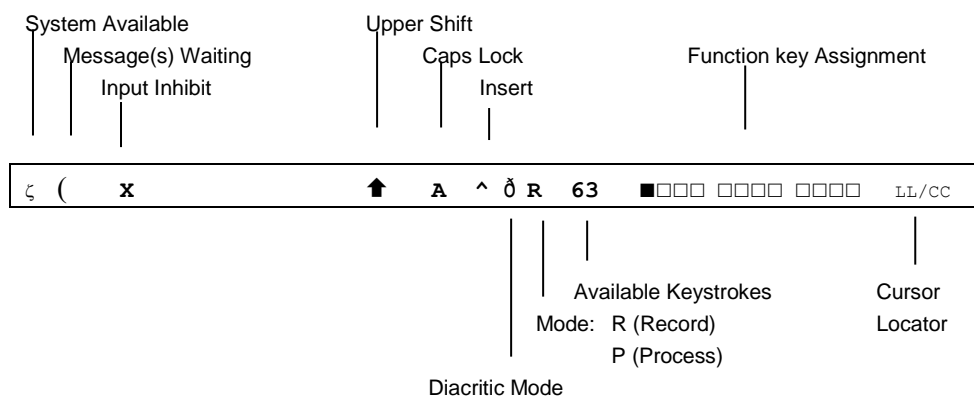 System Available Upper Shift
Message(s) Waiting Caps Lock Function key Assignment
Input Inhibit Insert
ς ( X ⬆ A ^ ð R 63 ■□□□ □□□□ □□□□ LL/CC
Available Keystrokes Cursor
Mode: R (Record) Locator
P (Process)
Diacritic Mode